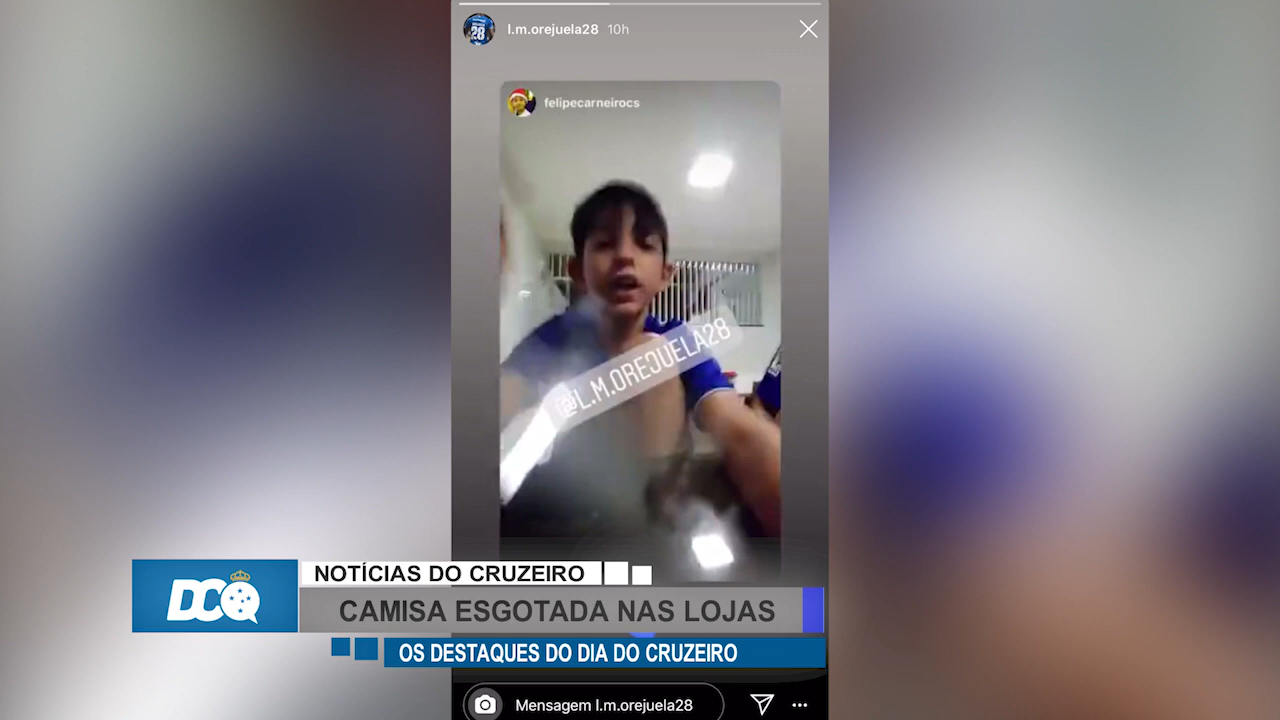 l.m.orejuela28 10h
28
felipecarneirocs
@L.M.OREJUELA28
NOTÍCIAS DO CRUZEIRO
DC
CAMISA ESGOTADA NAS LOJAS
OS DESTAQUES DO DIA DO CRUZEIRO
Mensagem l.m.orejuela28